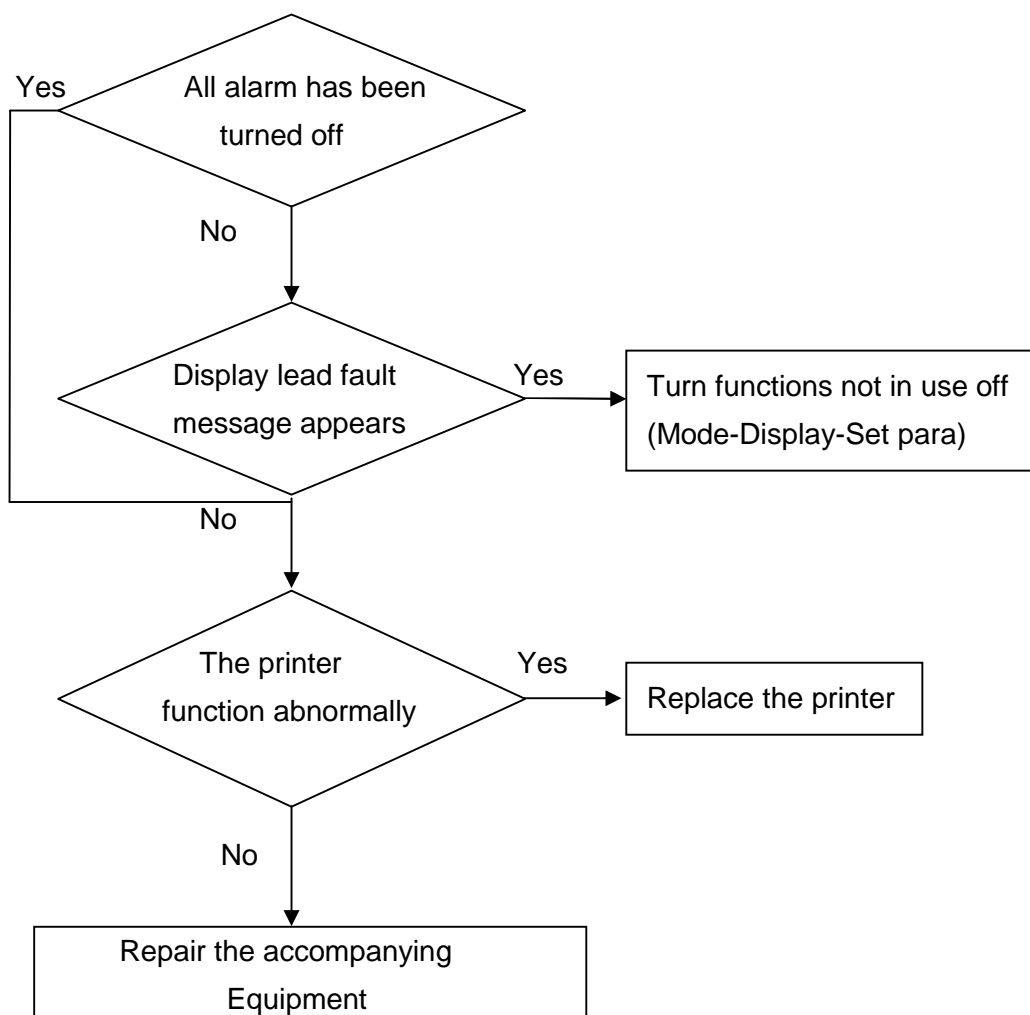 Yes
All alarm has been
turned off
No
Display lead fault
message appears
Yes
Turn functions not in use off
(Mode-Display-Set para)
No
The printer
function abnormally
Yes
Replace the printer
No
Repair the accompanying
Equipment